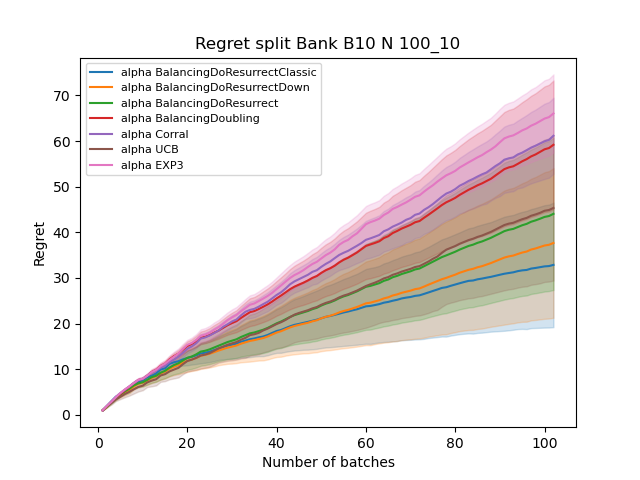 Regret split Bank B10 N 100_10
alpha BalancingDoResurrectClassic
alpha BalancingDoResurrectDown
alpha BalancingDoResurrect
alpha BalancingDoubling
alpha Corral
alpha UCB
alpha EXP3
Regret
70
60
50
40
30
20
10
0
0 20 40 60 80 100
Number of batches